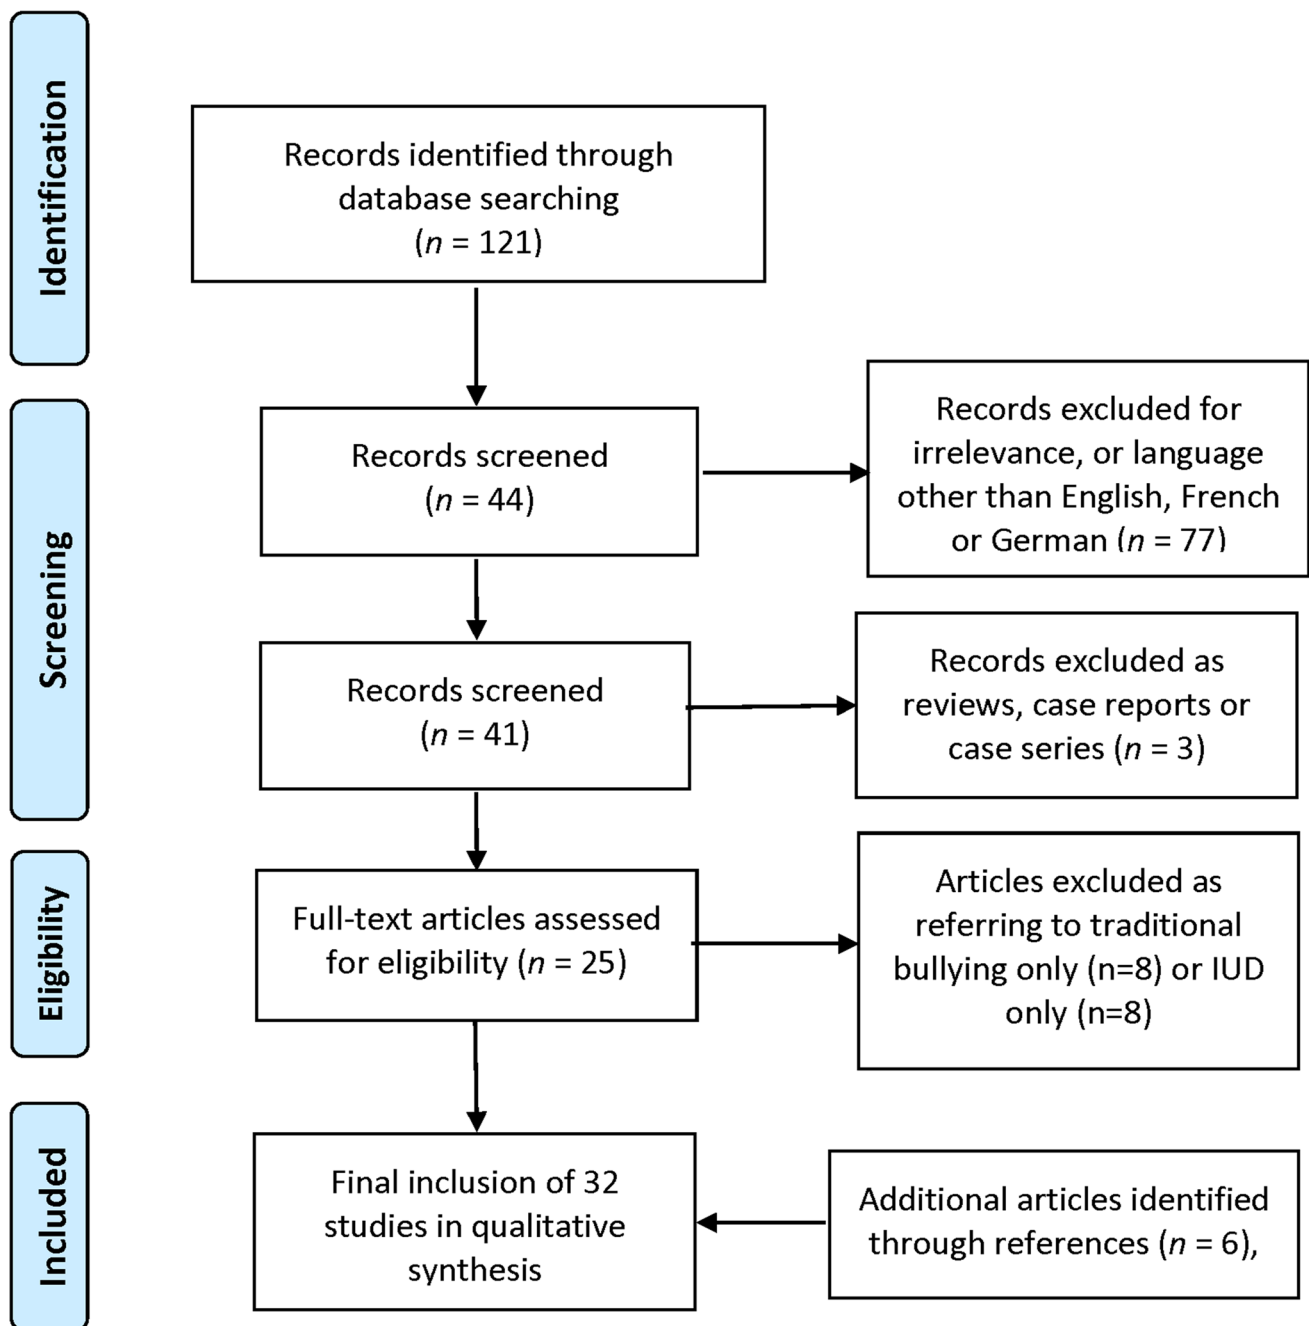 Identification
Records identified through
database searching
(n = 121)
Screening
Records screened
(n = 44)
Records excluded for
irrelevance, or language
other than English, French
or German (n = 77)
Records screened
(n = 41)
Records excluded as
reviews, case reports or
case series (n = 3)
Eligibility
Full-text articles assessed
for eligibility (n = 25)
Articles excluded as
referring to traditional
bullying only (n=8) or IUD
only (n=8)
Included
Final inclusion of 32
studies in qualitative
synthesis
Additional articles identified
through references (n = 6),